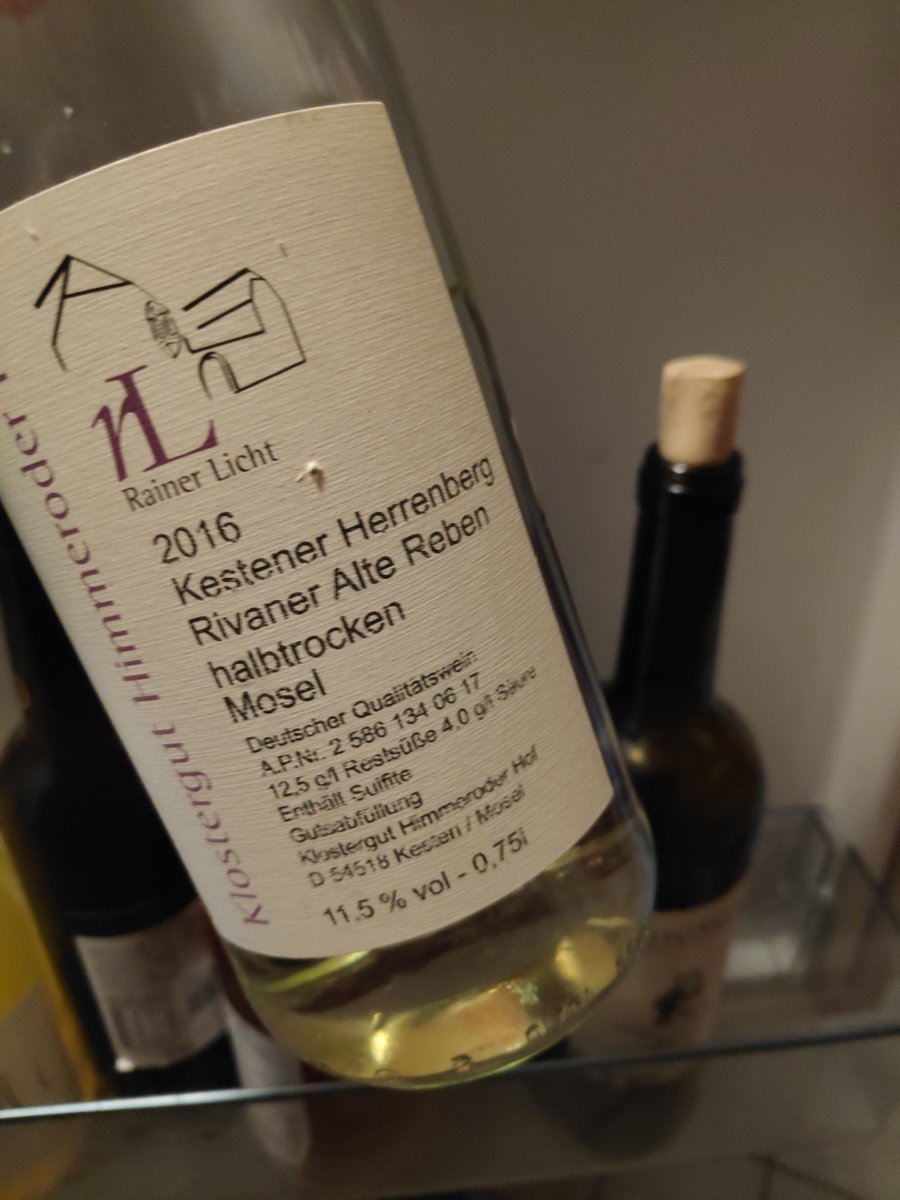 rL
Rainer Licht
2016
Kestener Herrenberg
Rivaner Alte Reben
halbtrocken
Mosel
Deutscher Qualitätswein
A.P.Nr. 2 586 134 06 17
12,5 g/l Restsüße 4,0 g/l Säure
Enthält Sulfite
Gutsabfüllung
Klostergut Himmeroder Hof
D 54518 Kesten / Mosel
11,5 % vol - 0,75l
Klostergut Himmeroder